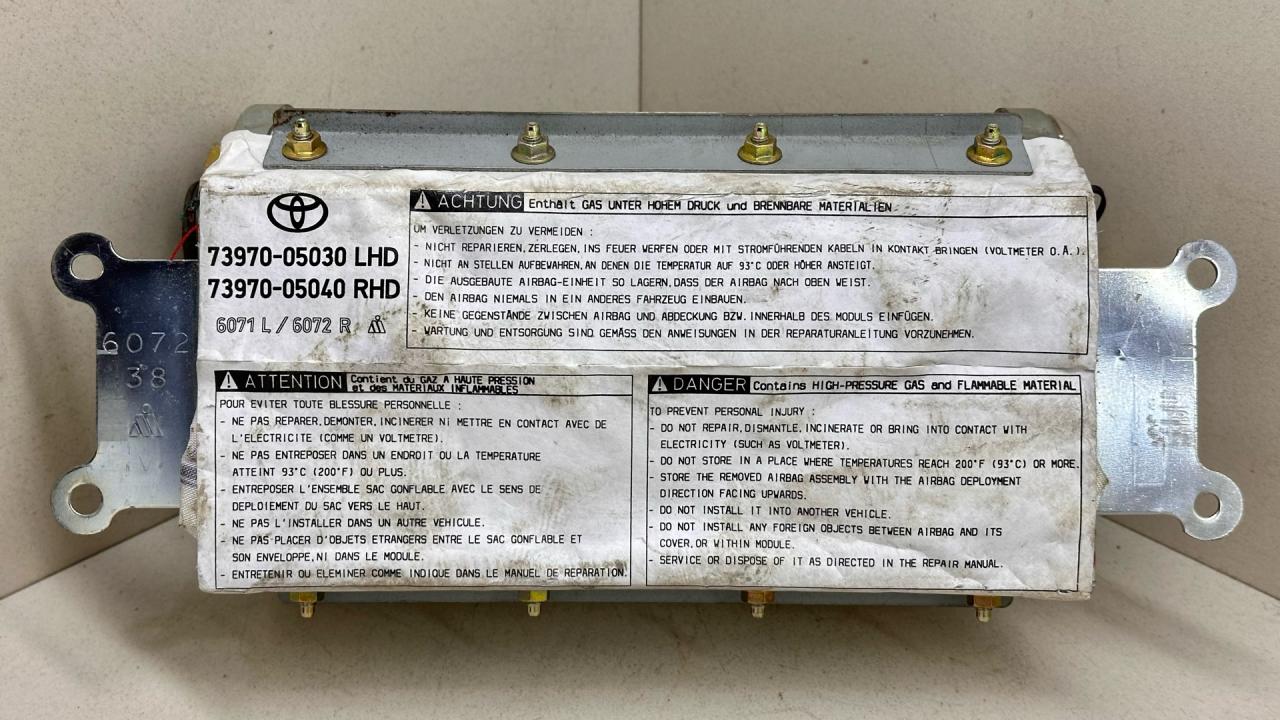 73970-05030 LHD
73970-05040 RHD
6071 L / 6072 R
ACHTUNG Enthält GAS UNTER HOHEM DRUCK und BRENNBARE MATERIALIEN
UM VERLETZUNGEN ZU VERMEIDEN :
- NICHT REPARIEREN, ZERLEGEN, INS FEUER WERFEN ODER MIT STROMFÜHRENDEN KABELN IN KONTAKT BRINGEN (VOLTMETER O.Ä.).
- NICHT AN STELLEN AUFBEWAHREN, AN DENEN DIE TEMPERATUR AUF 93°C ODER HÖHER ANSTEIGT.
- DIE AUSGEBAUTE AIRBAG-EINHEIT SO LAGERN, DASS DER AIRBAG NACH OBEN WEIST.
- DEN AIRBAG NIEMALS IN EIN ANDERES FAHRZEUG EINBAUEN.
- KEINE GEGENSTÄNDE ZWISCHEN AIRBAG UND ABDECKUNG BZW. INNERHALB DES MODULS EINFÜGEN.
- WARTUNG UND ENTSORGUNG SIND GEMÄSS DEN ANWEISUNGEN IN DER REPARATURANLEITUNG VORZUNEHMEN.
6072
38
ATTENTION Contient du GAZ A HAUTE PRESSION
et des MATERIAUX INFLAMMABLES
POUR EVITER TOUTE BLESSURE PERSONNELLE :
- NE PAS REPARER, DEMONTER, INCINERER NI METTRE EN CONTACT AVEC DE
L'ELECTRICITE (COMME UN VOLTMETRE).
- NE PAS ENTREPOSER DANS UN ENDROIT OU LA TEMPERATURE
ATTEINT 93°C (200°F) OU PLUS.
- ENTREPOSER L'ENSEMBLE SAC GONFLABLE AVEC LE SENS DE
DEPLOIEMENT DU SAC VERS LE HAUT.
- NE PAS L'INSTALLER DANS UN AUTRE VEHICULE.
- NE PAS PLACER D'OBJETS ETRANGERS ENTRE LE SAC GONFLABLE ET
SON ENVELOPPE, NI DANS LE MODULE.
- ENTRETENIR OU ELEMINER COMME INDIQUE DANS LE MANUEL DE REPARATION.
DANGER Contains HIGH-PRESSURE GAS and FLAMMABLE MATERIAL
TO PREVENT PERSONAL INJURY :
- DO NOT REPAIR, DISMANTLE, INCINERATE OR BRING INTO CONTACT WITH
ELECTRICITY (SUCH AS VOLTMETER).
- DO NOT STORE IN A PLACE WHERE TEMPERATURES REACH 200°F (93°C) OR MORE.
- STORE THE REMOVED AIRBAG ASSEMBLY WITH THE AIRBAG DEPLOYMENT
DIRECTION FACING UPWARDS.
- DO NOT INSTALL IT INTO ANOTHER VEHICLE.
- DO NOT INSTALL ANY FOREIGN OBJECTS BETWEEN AIRBAG AND ITS
COVER, OR WITHIN MODULE.
- SERVICE OR DISPOSE OF IT AS DIRECTED IN THE REPAIR MANUAL.